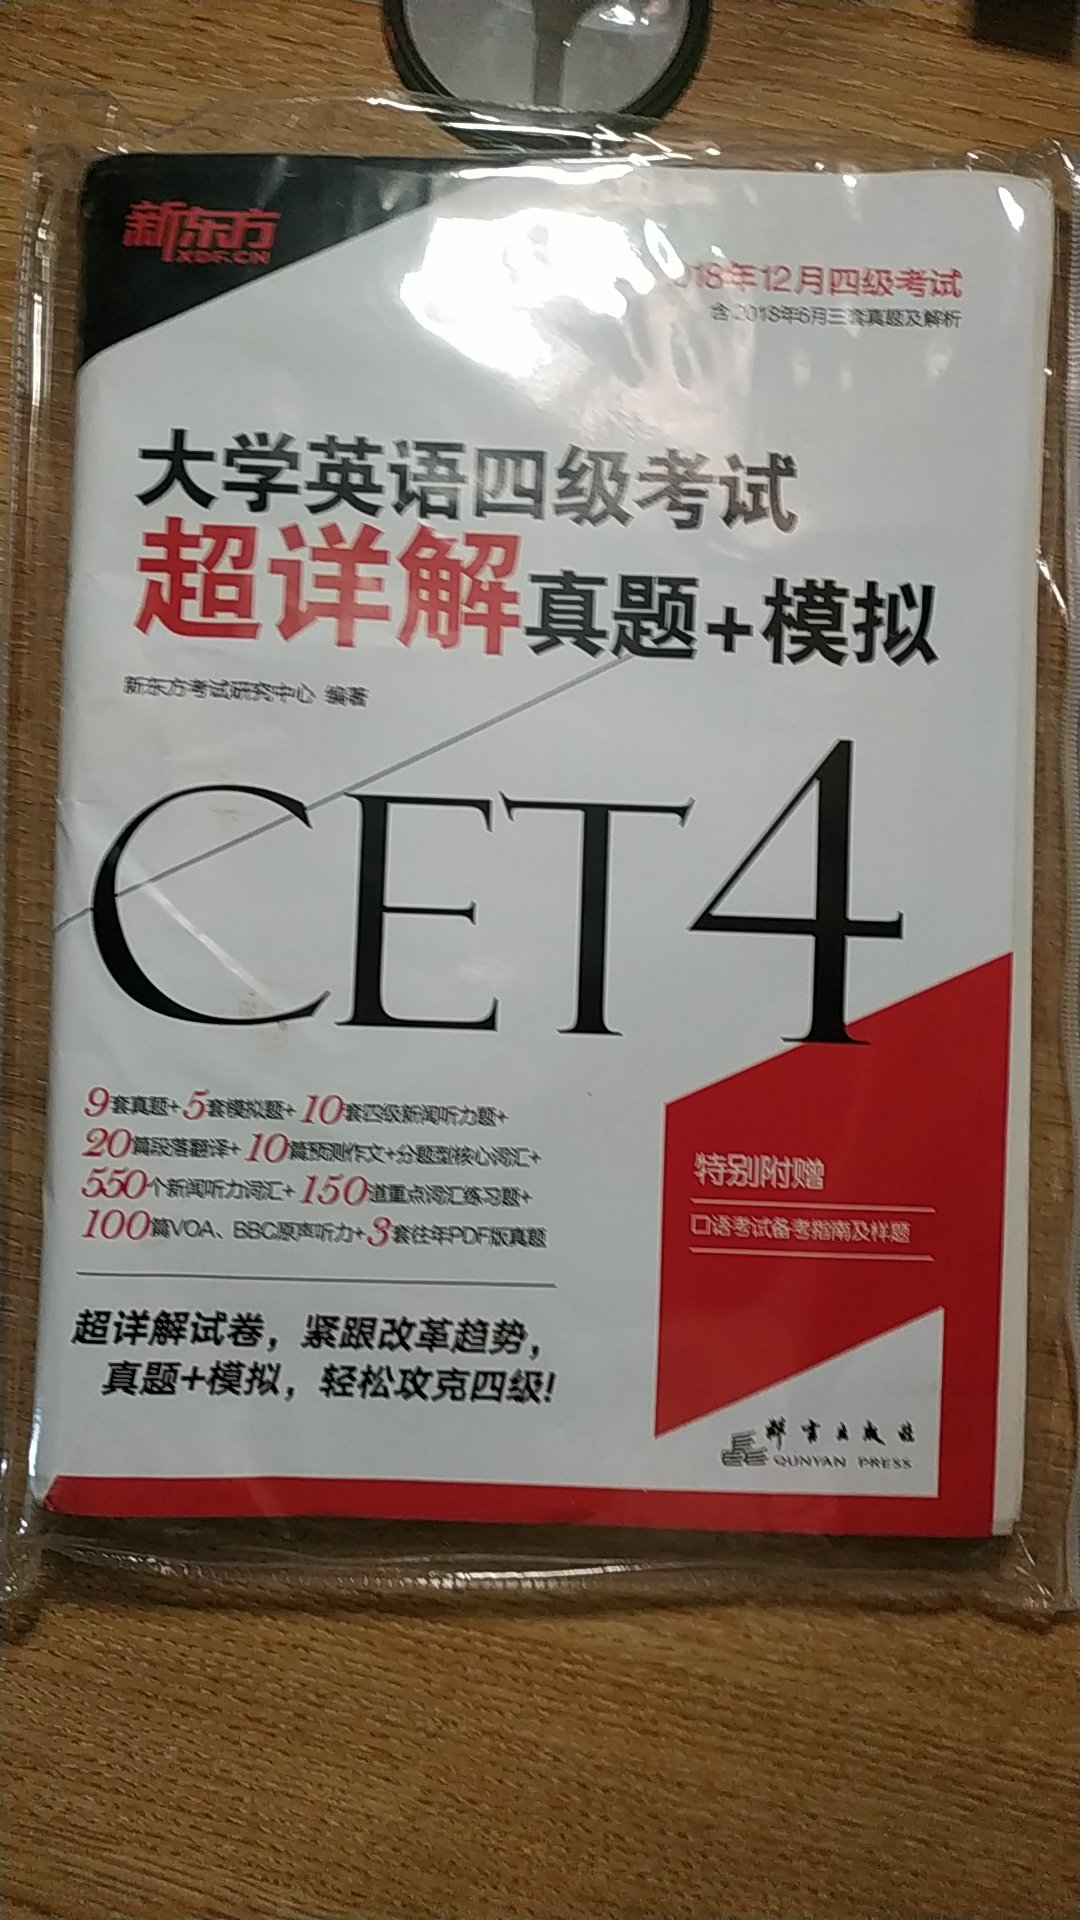 新东方
XDF.CN
018年12月四级考试
含 2018年6月三套真题及解析
大学英语四级考试
超详解真题+模拟
新东方考试研究中心 编著
CET4
9套真题+5套模拟题+10套四级新闻听力题+
20篇段落翻译+10篇预测作文+分题型核心词汇+
550个新闻听力词汇+150道重点词汇练习题+
100篇VOA、BBC原声听力+3套往年PDF版真题
超详解试卷，紧跟改革趋势，
真题+模拟，轻松攻克四级!
特别附赠
口语考试备考指南及样题
群言出版社
QUNYAN PRESS